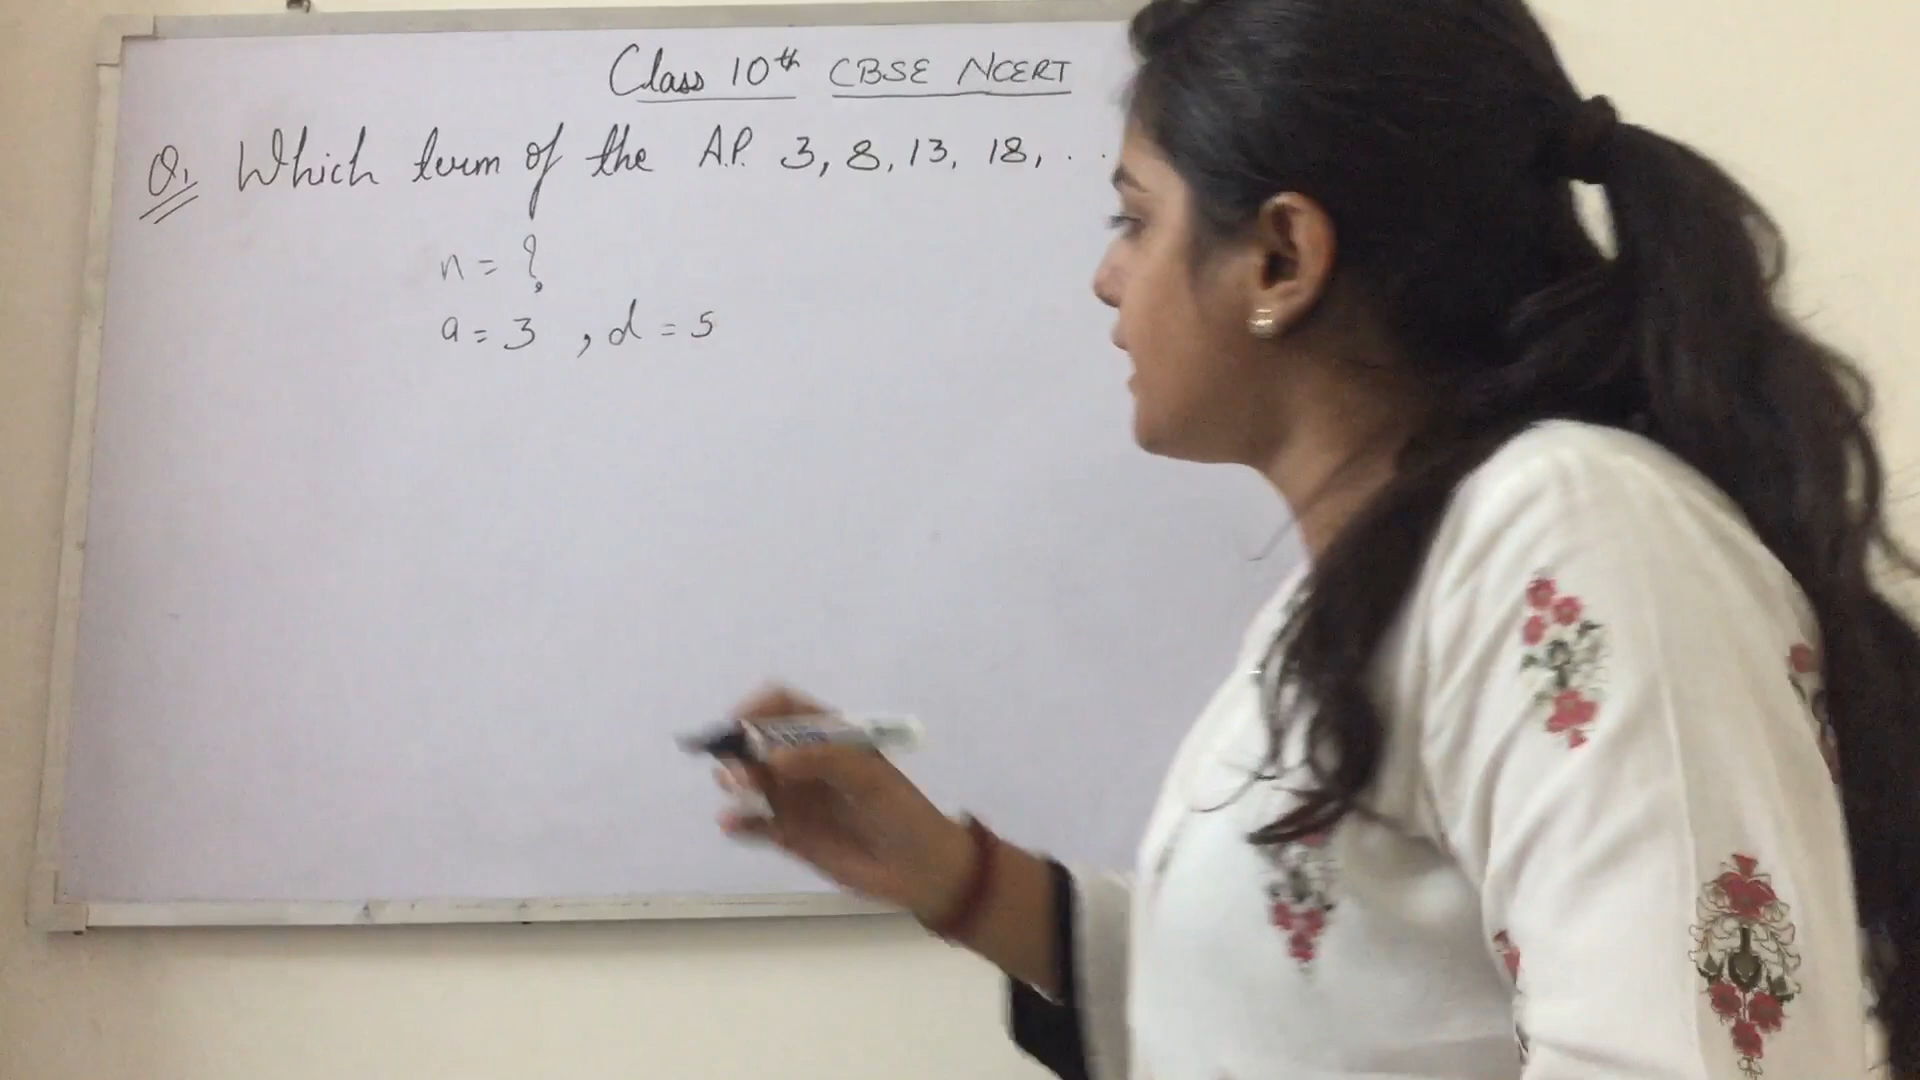 Class 10th CBSE NCERT
Q. Which term of the A.P. 3, 8, 13, 18, . .
n = ?
a = 3 , d = 5